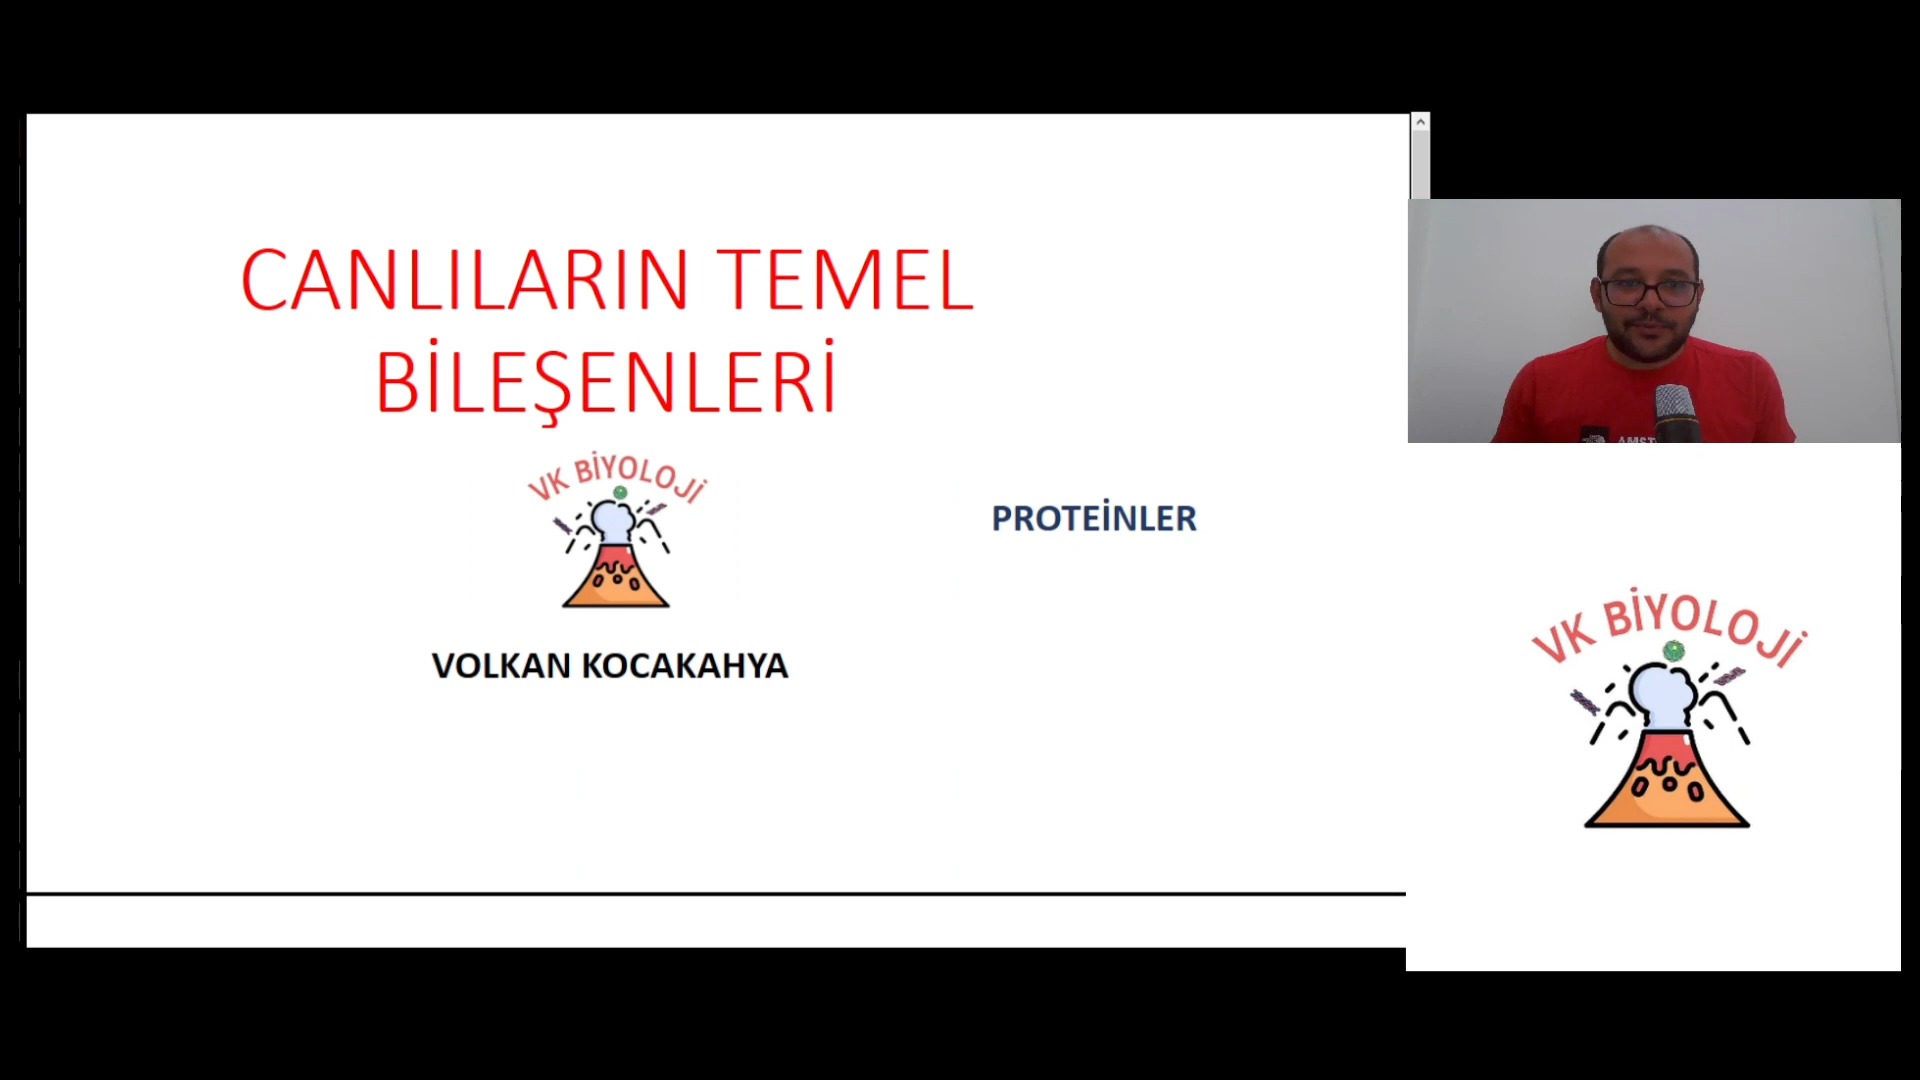 CANLILARIN TEMEL
BİLEŞENLERİ
VK BİYOLOJİ
PROTEİNLER
VOLKAN KOCAKAHYA
VK BİYOLOJİ